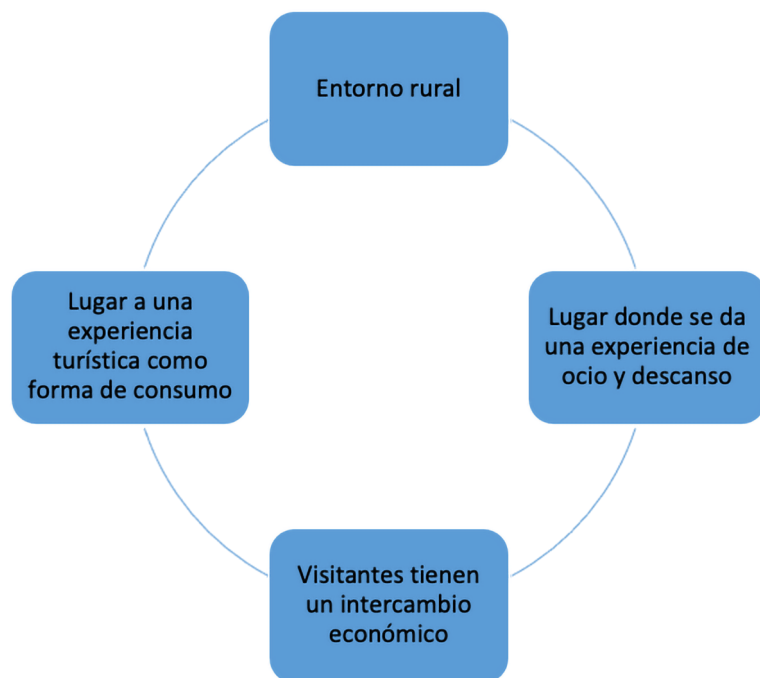 Entorno rural
Lugar donde se da
una experiencia de
ocio y descanso
Visitantes tienen
un intercambio
económico
Lugar a una
experiencia
turística como
forma de consumo